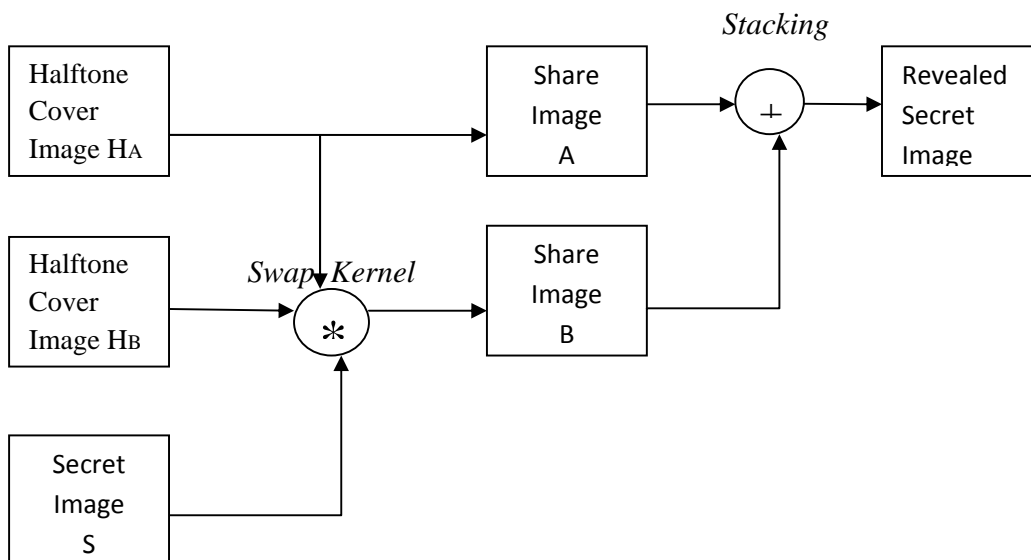 Stacking
Halftone
Cover
Image HA
Share
Image
A
+
Revealed
Secret
Image
Halftone
Cover
Image HB
Swap Kernel
*
Share
Image
B
Secret
Image
S